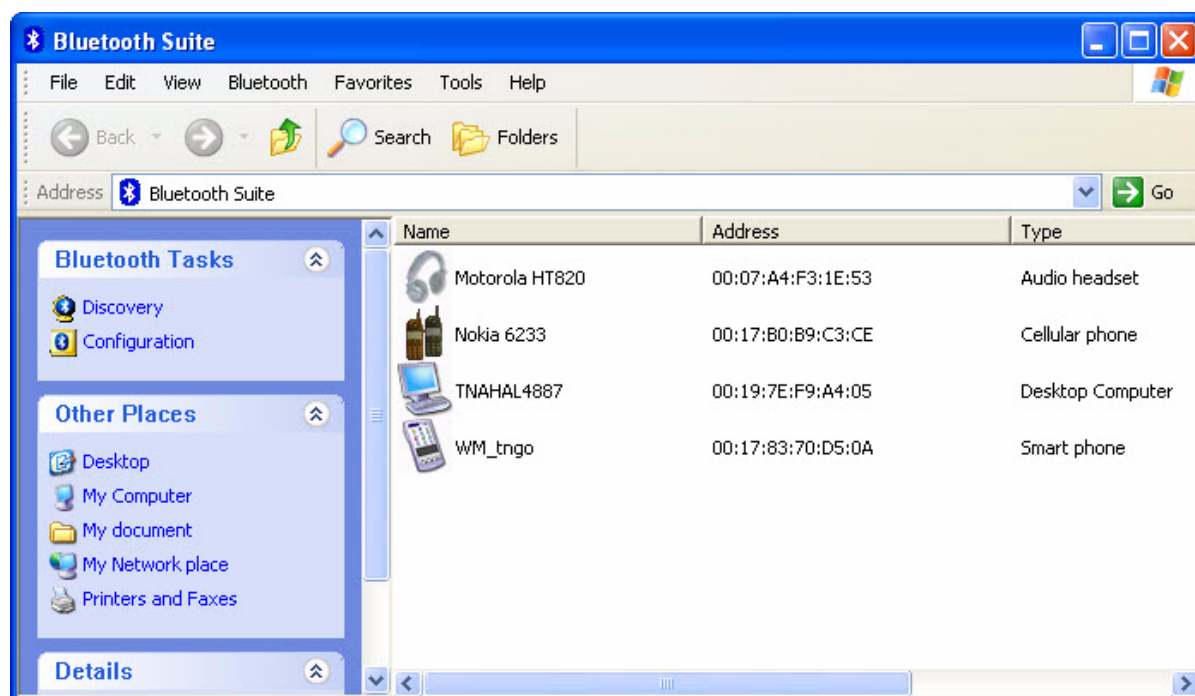 Bluetooth Suite
File Edit View Bluetooth Favorites Tools Help
Back Search Folders
Address Bluetooth Suite Go
Bluetooth Tasks
Discovery
Configuration
Other Places
Desktop
My Computer
My document
My Network place
Printers and Faxes
Details
Name Address Type
Motorola HT820 00:07:A4:F3:1E:53 Audio headset
Nokia 6233 00:17:B0:B9:C3:CE Cellular phone
TNAHAL4887 00:19:7E:F9:A4:05 Desktop Computer
WM_tngo 00:17:83:70:D5:0A Smart phone